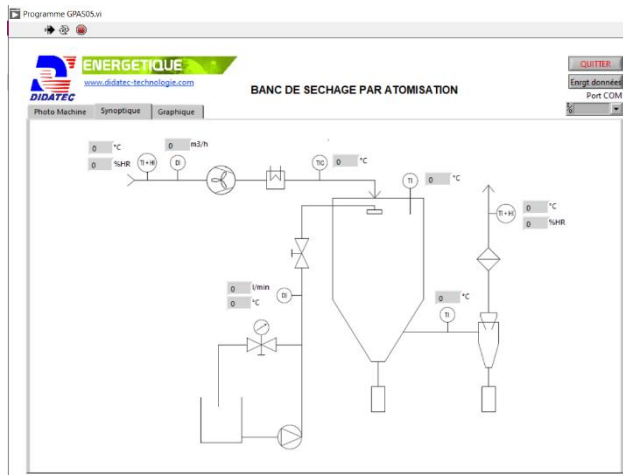 Programme GPAS05.vi
ENERGETIQUE
www.didatec-technologie.com
DIDATEC
BANC DE SECHAGE PAR ATOMISATION
QUITTER
Enrgt données
Port COM
Photo Machine
Synoptique
Graphique
0 °C
0 %HR
TI+HI
0 m3/h
DI
TIC
0 °C
TI
0 °C
TI+HI
0 °C
0 %HR
0 l/min
0 °C
DI
0 °C
TI